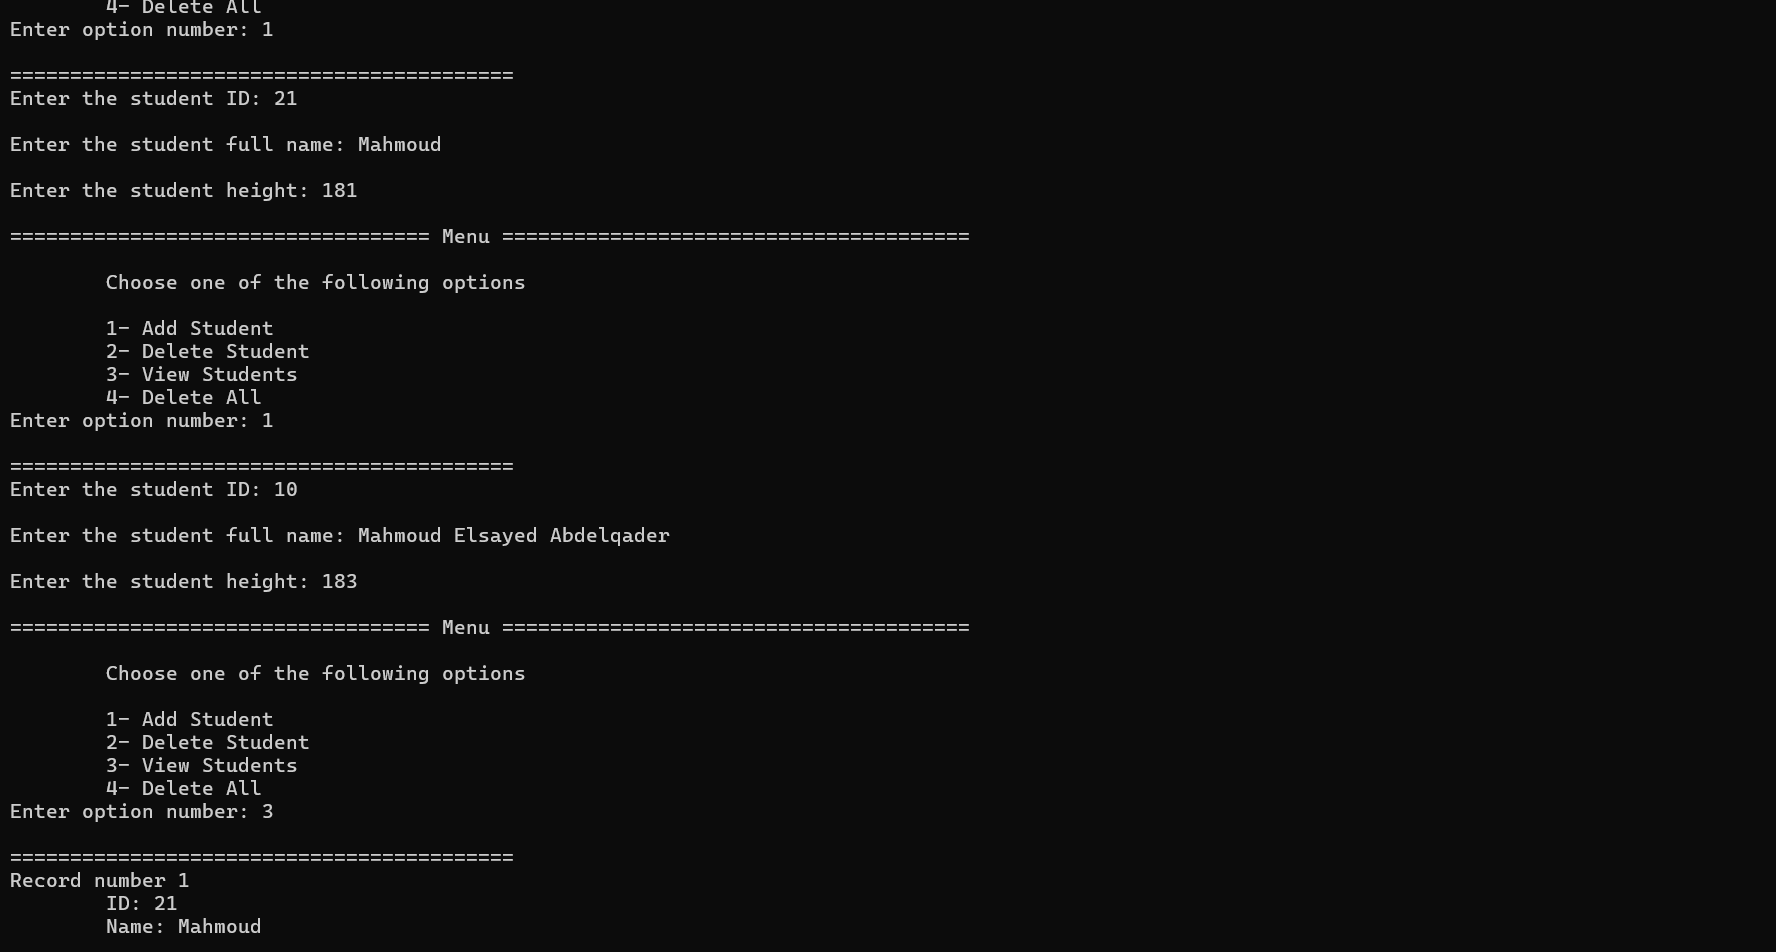 4- Delete All
Enter option number: 1
==========================================
Enter the student ID: 21
Enter the student full name: Mahmoud
Enter the student height: 181
=================================== Menu =======================================
Choose one of the following options
1- Add Student
2- Delete Student
3- View Students
4- Delete All
Enter option number: 1
==========================================
Enter the student ID: 10
Enter the student full name: Mahmoud Elsayed Abdelqader
Enter the student height: 183
=================================== Menu =======================================
Choose one of the following options
1- Add Student
2- Delete Student
3- View Students
4- Delete All
Enter option number: 3
==========================================
Record number 1
ID: 21
Name: Mahmoud